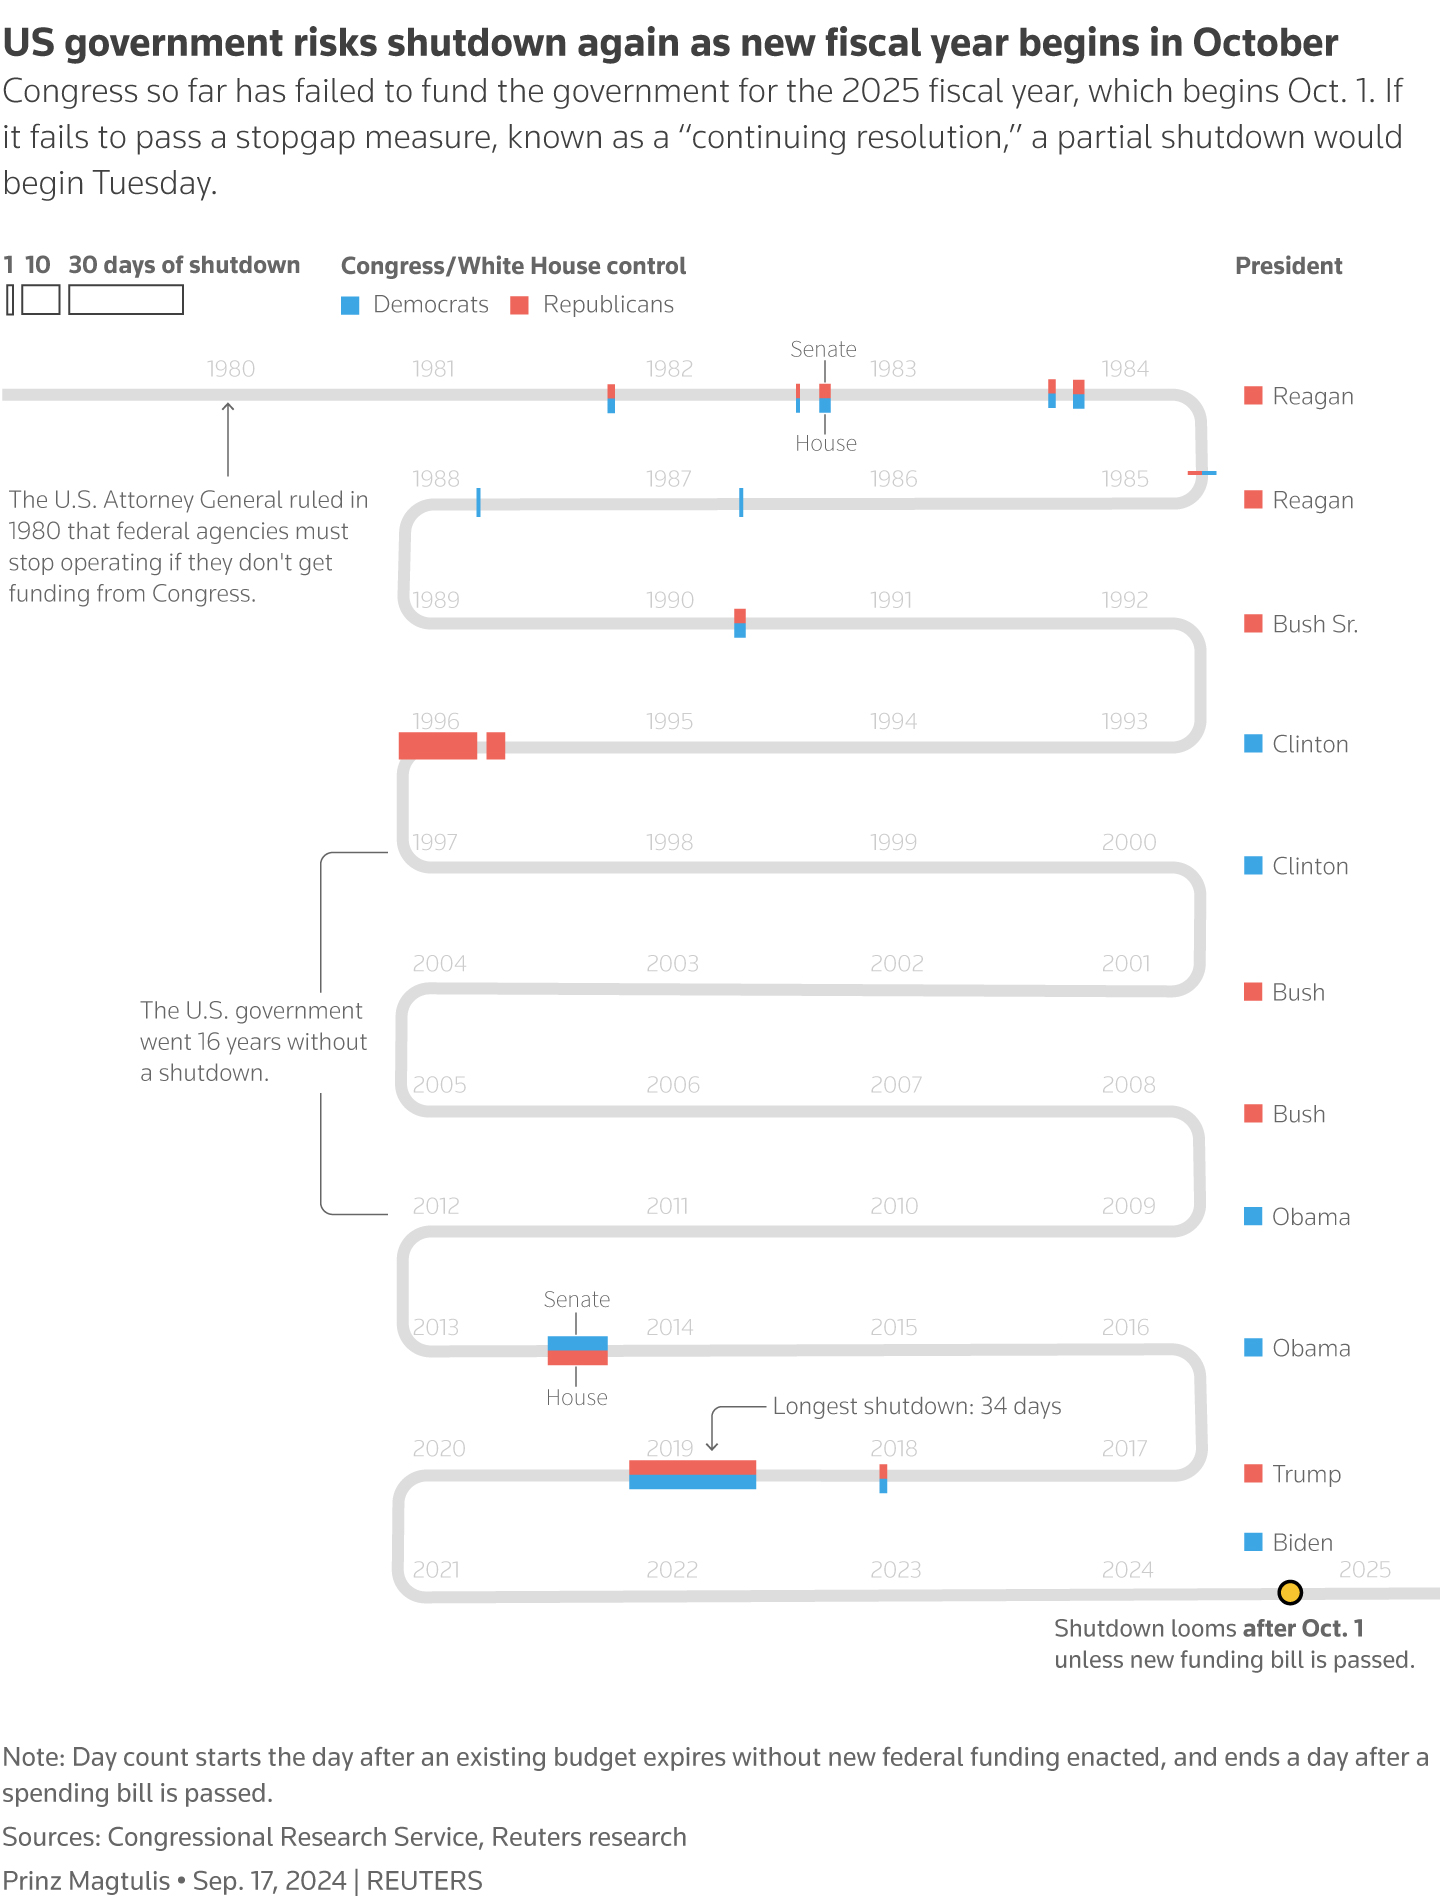 US government risks shutdown again as new fiscal year begins in October
Congress so far has failed to fund the government for the 2025 fiscal year, which begins Oct. 1. If
it fails to pass a stopgap measure, known as a “continuing resolution,” a partial shutdown would
begin Tuesday.
1 10 30 days of shutdown
Congress/White House control
President
Democrats Republicans
Senate
1980 1981 1982 1983 1984
Reagan
House
1988 1987 1986 1985
Reagan
The U.S. Attorney General ruled in
1980 that federal agencies must
stop operating if they don't get
funding from Congress.
1989 1990 1991 1992
Bush Sr.
1996 1995 1994 1993
Clinton
1997 1998 1999 2000
Clinton
2004 2003 2002 2001
Bush
The U.S. government
went 16 years without
a shutdown.
2005 2006 2007 2008
Bush
2012 2011 2010 2009
Obama
Senate
2013 2014 2015 2016
Obama
House
Longest shutdown: 34 days
2020 2019 2018 2017
Trump
Biden
2021 2022 2023 2024 2025
Shutdown looms after Oct. 1
unless new funding bill is passed.
Note: Day count starts the day after an existing budget expires without new federal funding enacted, and ends a day after a
spending bill is passed.
Sources: Congressional Research Service, Reuters research
Prinz Magtulis • Sep. 17, 2024 | REUTERS